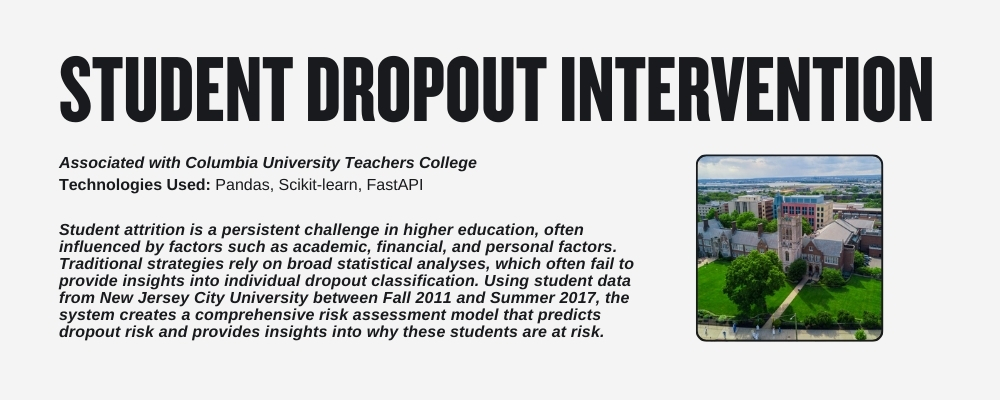 STUDENT DROPOUT INTERVENTION
Associated with Columbia University Teachers College
Technologies Used: Pandas, Scikit-learn, FastAPI
Student attrition is a persistent challenge in higher education, often
influenced by factors such as academic, financial, and personal factors.
Traditional strategies rely on broad statistical analyses, which often fail to
provide insights into individual dropout classification. Using student data
from New Jersey City University between Fall 2011 and Summer 2017, the
system creates a comprehensive risk assessment model that predicts
dropout risk and provides insights into why these students are at risk.